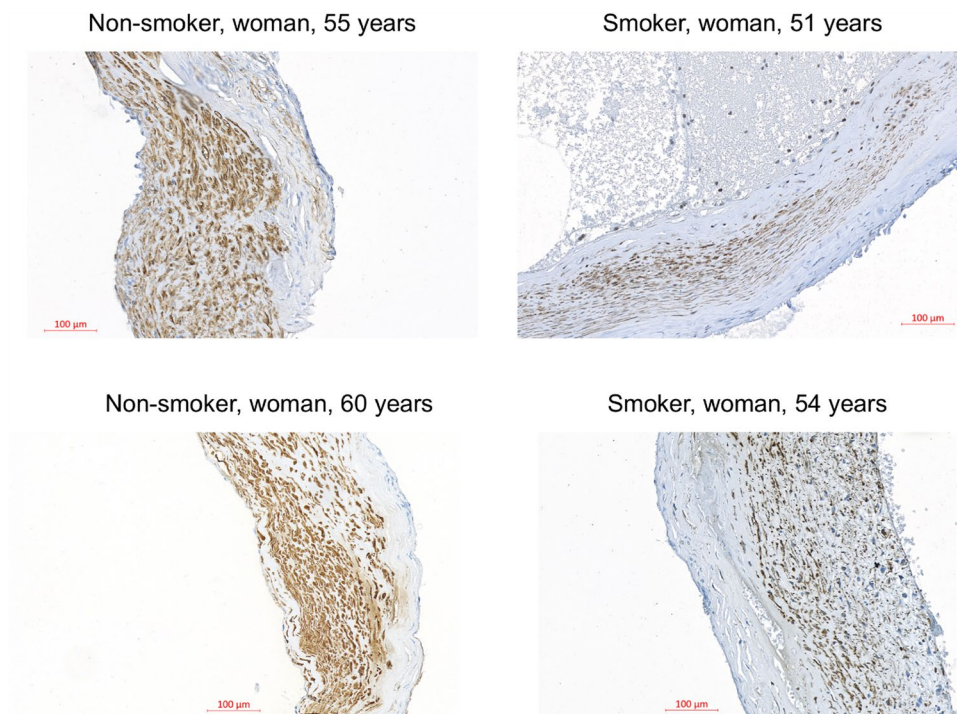 Non-smoker, woman, 55 years
Smoker, woman, 51 years
100 µm
100 µm
Non-smoker, woman, 60 years
Smoker, woman, 54 years
100 µm
100 µm